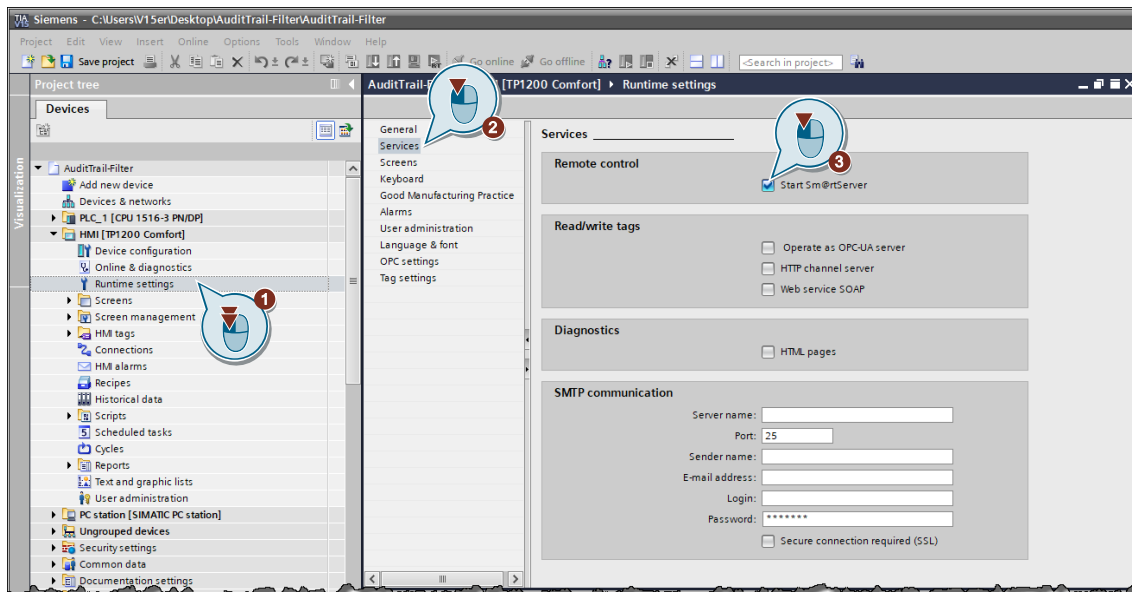 Siemens - C:\Users\V15er\Desktop\AuditTrail-Filter\AuditTrail-Filter
Project Edit View Insert Online Options Tools Window Help
Save project Go online Go offline <Search in project>
Project tree
AuditTrail-F [TP1200 Comfort] Runtime settings
Devices
Visualization
AuditTrail-Filter
Add new device
Devices & networks
PLC_1 [CPU 1516-3 PN/DP]
HMI [TP1200 Comfort]
Device configuration
Online & diagnostics
Runtime settings
Screens
Screen management
HMI tags
Connections
HMI alarms
Recipes
Historical data
Scripts
Scheduled tasks
Cycles
Reports
Text and graphic lists
User administration
PC station [SIMATIC PC station]
Ungrouped devices
Security settings
Common data
Documentation settings
1
General
Services
Screens
Keyboard
Good Manufacturing Practice
Alarms
User administration
Language & font
OPC settings
Tag settings
2
Services
Remote control
Start Sm@rtServer
3
Read/write tags
Operate as OPC-UA server
HTTP channel server
Web service SOAP
Diagnostics
HTML pages
SMTP communication
Server name:
Port: 25
Sender name:
E-mail address:
Login:
Password: *******
Secure connection required (SSL)